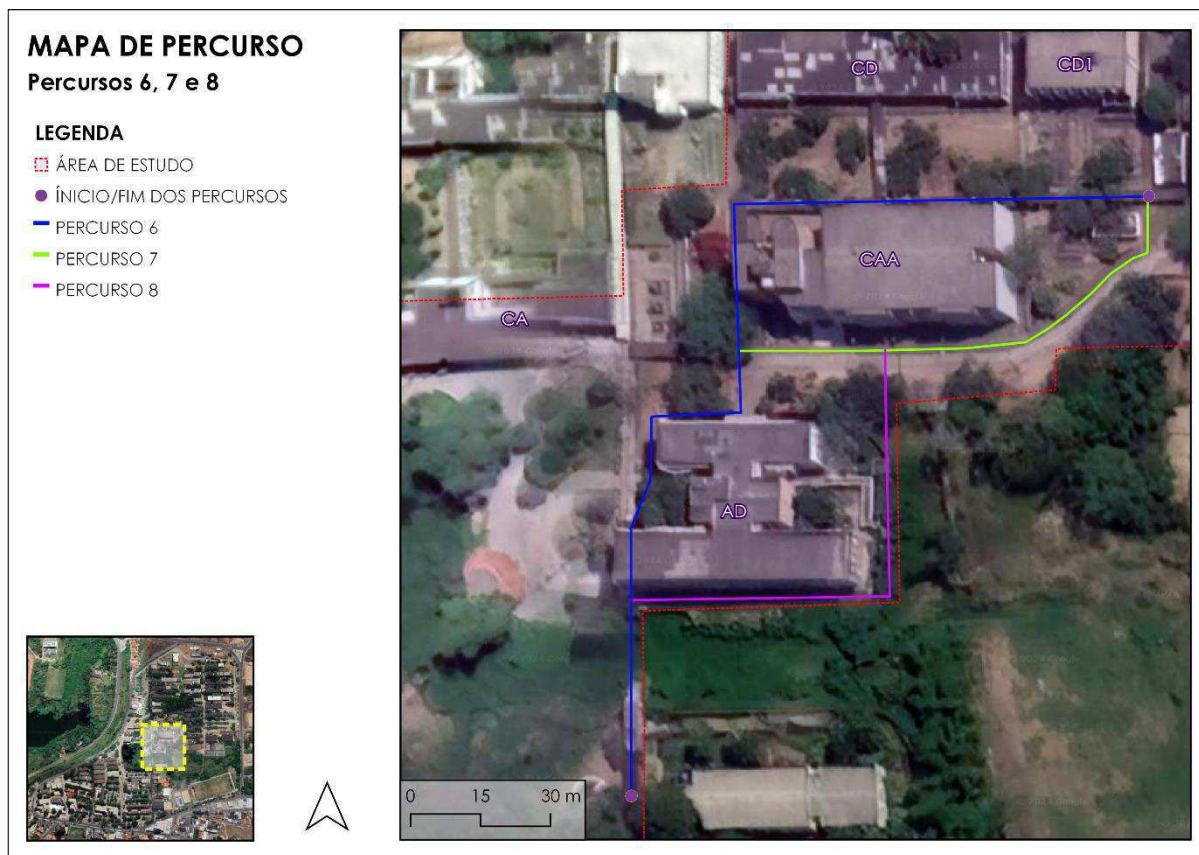 MAPA DE PERCURSO
Percursos 6, 7 e 8
LEGENDA
ÁREA DE ESTUDO
ÍNICIO/FIM DOS PERCURSOS
PERCURSO 6
PERCURSO 7
PERCURSO 8
CD
CD1
CAA
CA
AD
0 15 30 m